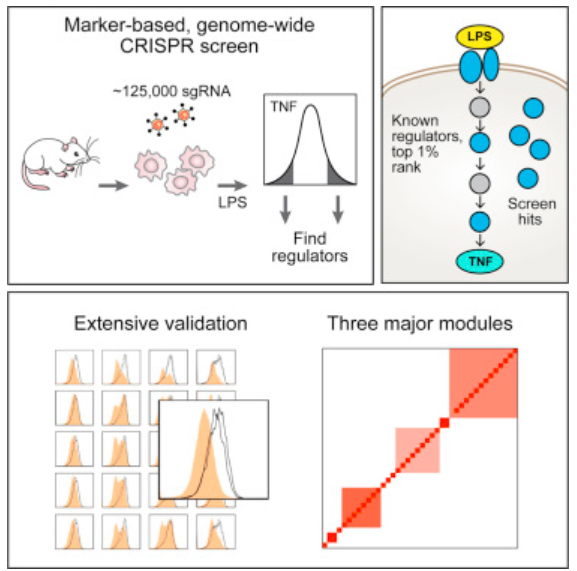 Marker-based, genome-wide
CRISPR screen
~125,000 sgRNA
TNF
LPS
Find
regulators
LPS
Known
regulators,
top 1%
rank
Screen
hits
TNF
Extensive validation
Three major modules